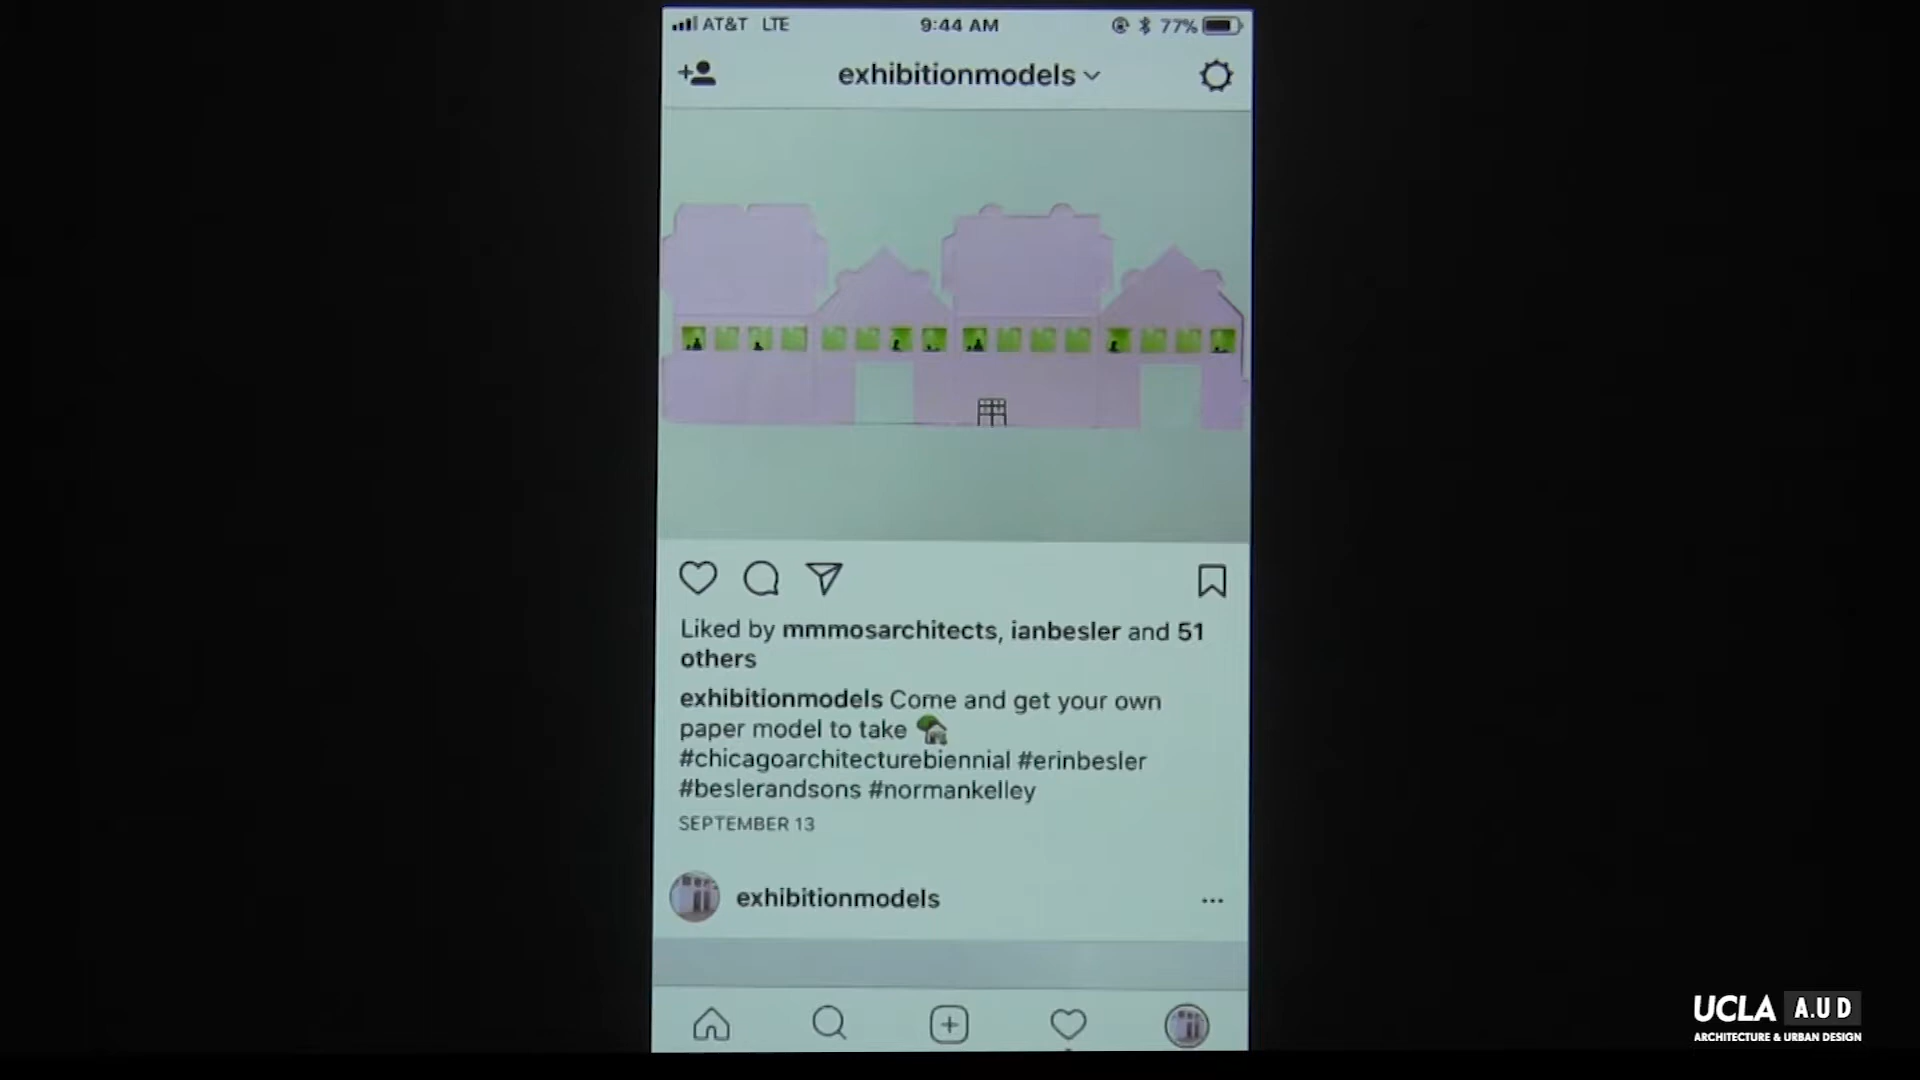 AT&T LTE 9:44 AM 77%
exhibitionmodels
Liked by mmmosarchitects, ianbesler and 51
others
exhibitionmodels Come and get your own
paper model to take 🏡
#chicagoarchitecturebiennial #erinbesler
#beslerandsons #normankelley
SEPTEMBER 13
exhibitionmodels
UCLA A.U D
ARCHITECTURE & URBAN DESIGN